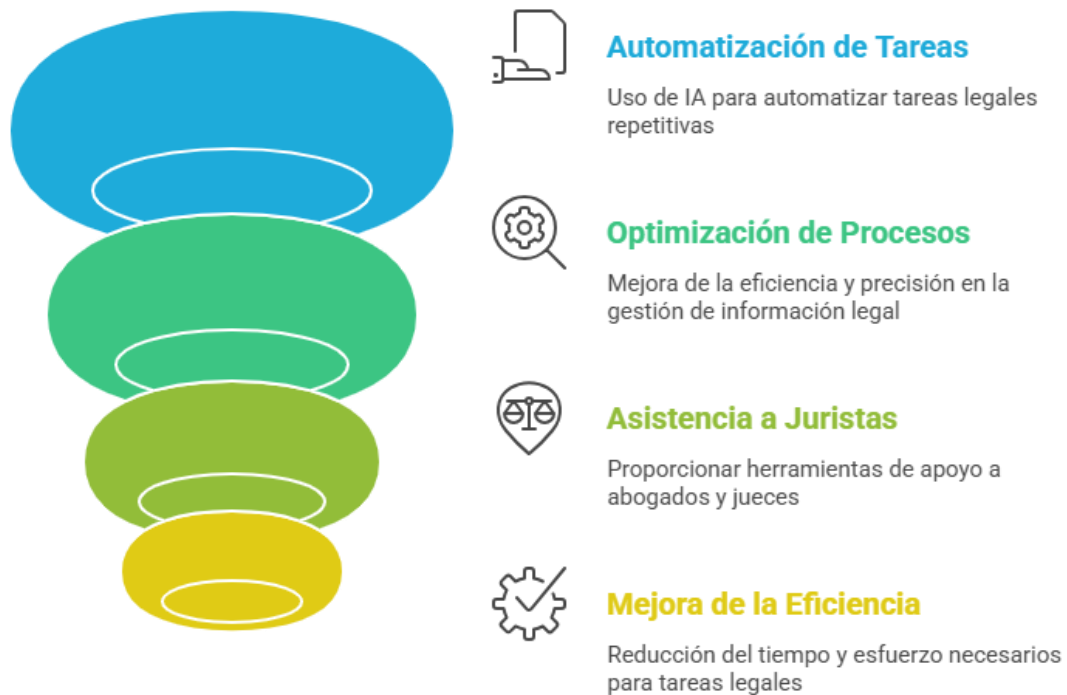 Automatización de Tareas
Uso de IA para automatizar tareas legales
repetitivas
Optimización de Procesos
Mejora de la eficiencia y precisión en la
gestión de información legal
Asistencia a Juristas
Proporcionar herramientas de apoyo a
abogados y jueces
Mejora de la Eficiencia
Reducción del tiempo y esfuerzo necesarios
para tareas legales